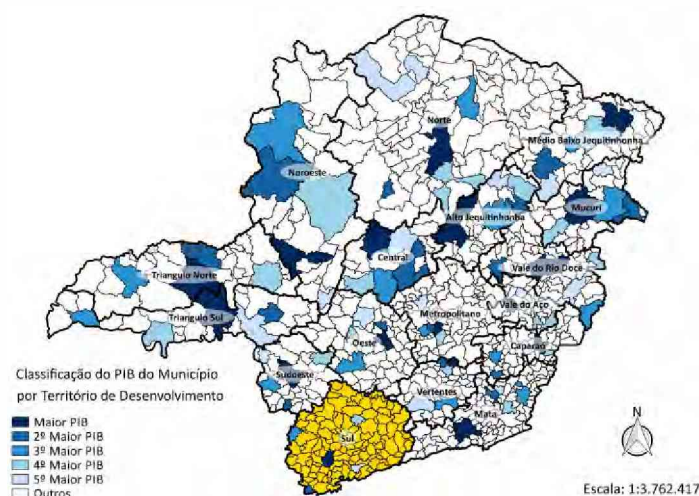 Norte
Médio Baixo Jequitinhonha
Noroeste
Mucuri
Alto Jequitinhonha
Central
Triangulo Norte
Vale do Rio Doce
Vale do Aço
Triangulo Sul
Metropolitano
Oeste
Caparaó
Sudoeste
Vertentes
Mata
Sul
Classificação do PIB do Município
por Território de Desenvolvimento
Maior PIB
2º Maior PIB
3º Maior PIB
4º Maior PIB
5º Maior PIB
Outros
N
Escala: 1:3.762.417